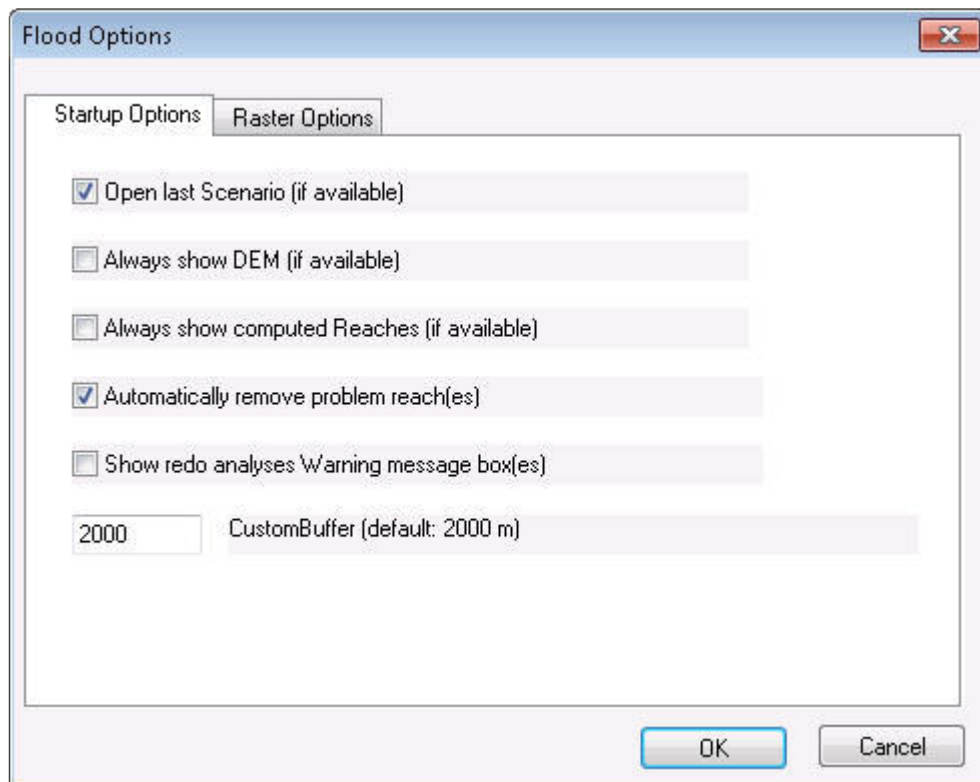 Flood Options
Startup Options
Raster Options
Open last Scenario (if available)
Always show DEM (if available)
Always show computed Reaches (if available)
Automatically remove problem reach(es)
Show redo analyses Warning message box(es)
2000
CustomBuffer (default: 2000 m)
OK
Cancel